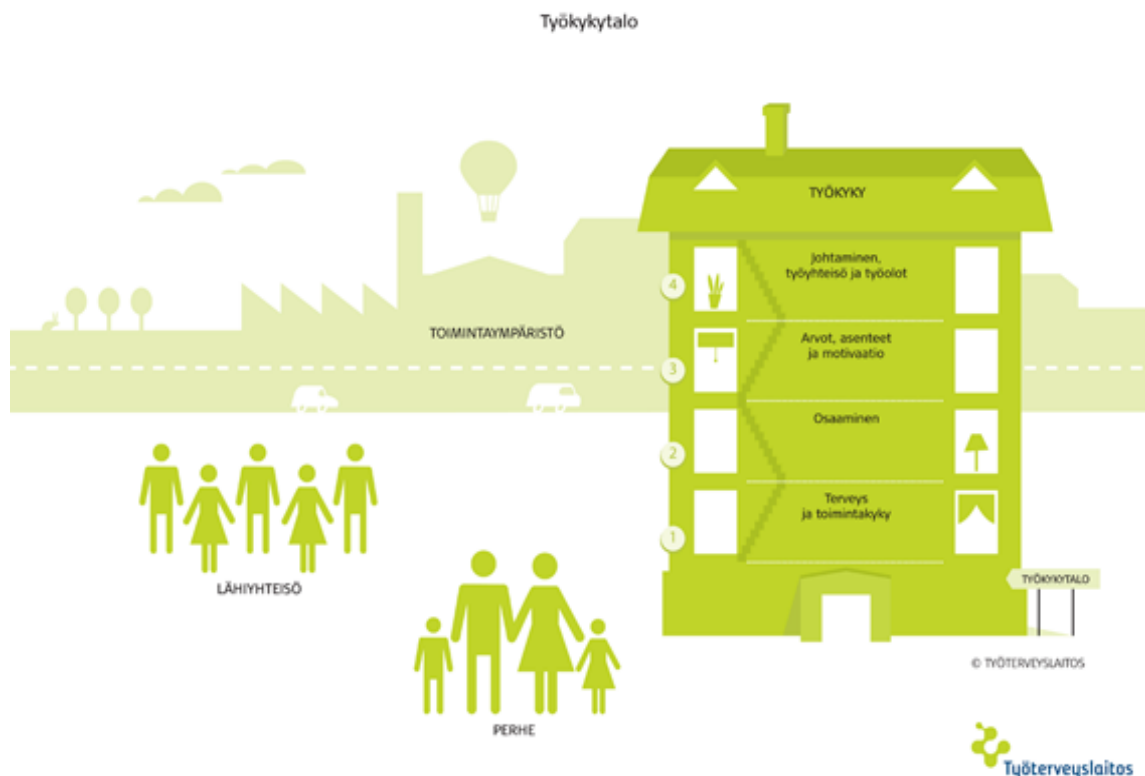 Työkykytalo
TYÖKYKY
4
Johtaminen,
työyhteisö ja työolot
TOIMINTAYMPÄRISTÖ
3
Arvot, asenteet
ja motivaatio
2
Osaaminen
1
Terveys
ja toimintakyky
LÄHIYHTEISÖ
PERHE
TYÖKYKYTALO
© TYÖTERVEYSLAITOS
Työterveyslaitos